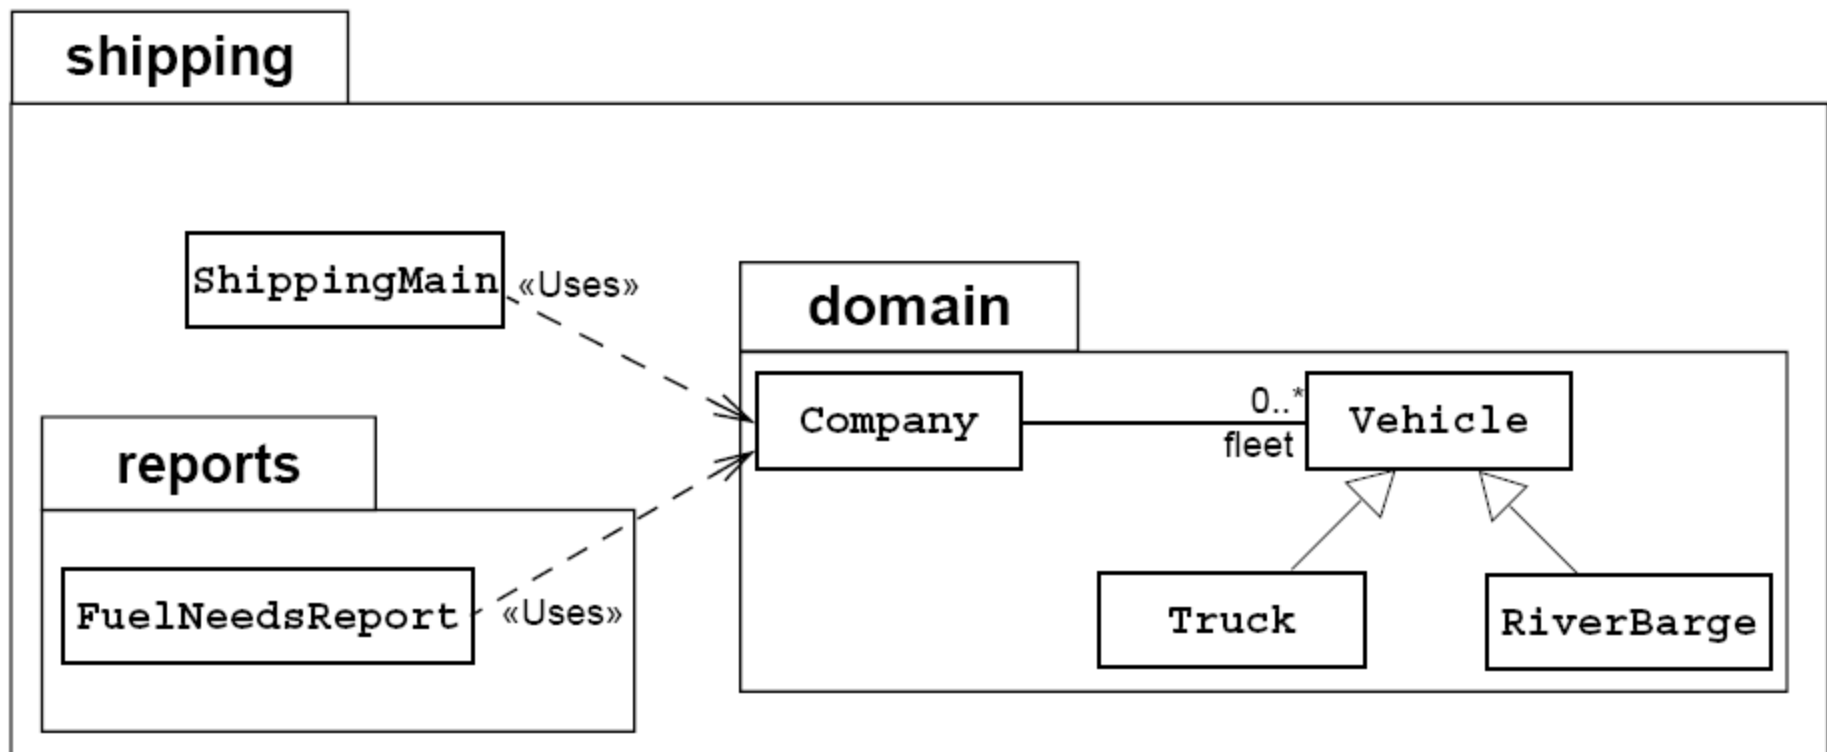 shipping
ShippingMain
«Uses»
domain
Company
0..*
fleet
Vehicle
reports
FuelNeedsReport
«Uses»
Truck
RiverBarge